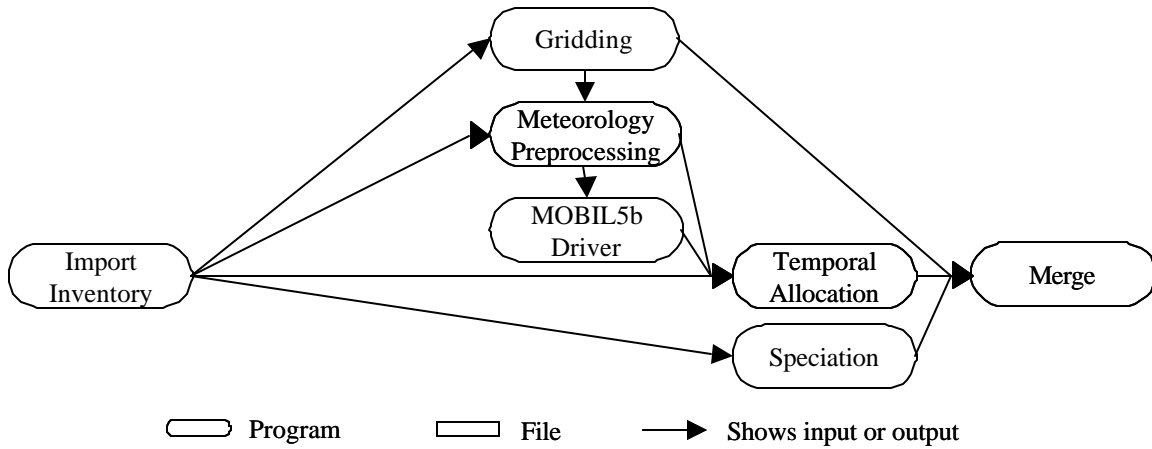 Gridding
Meteorology
Preprocessing
MOBIL5b
Driver
Import
Inventory
Temporal
Allocation
Merge
Speciation
Program
File
Shows input or output